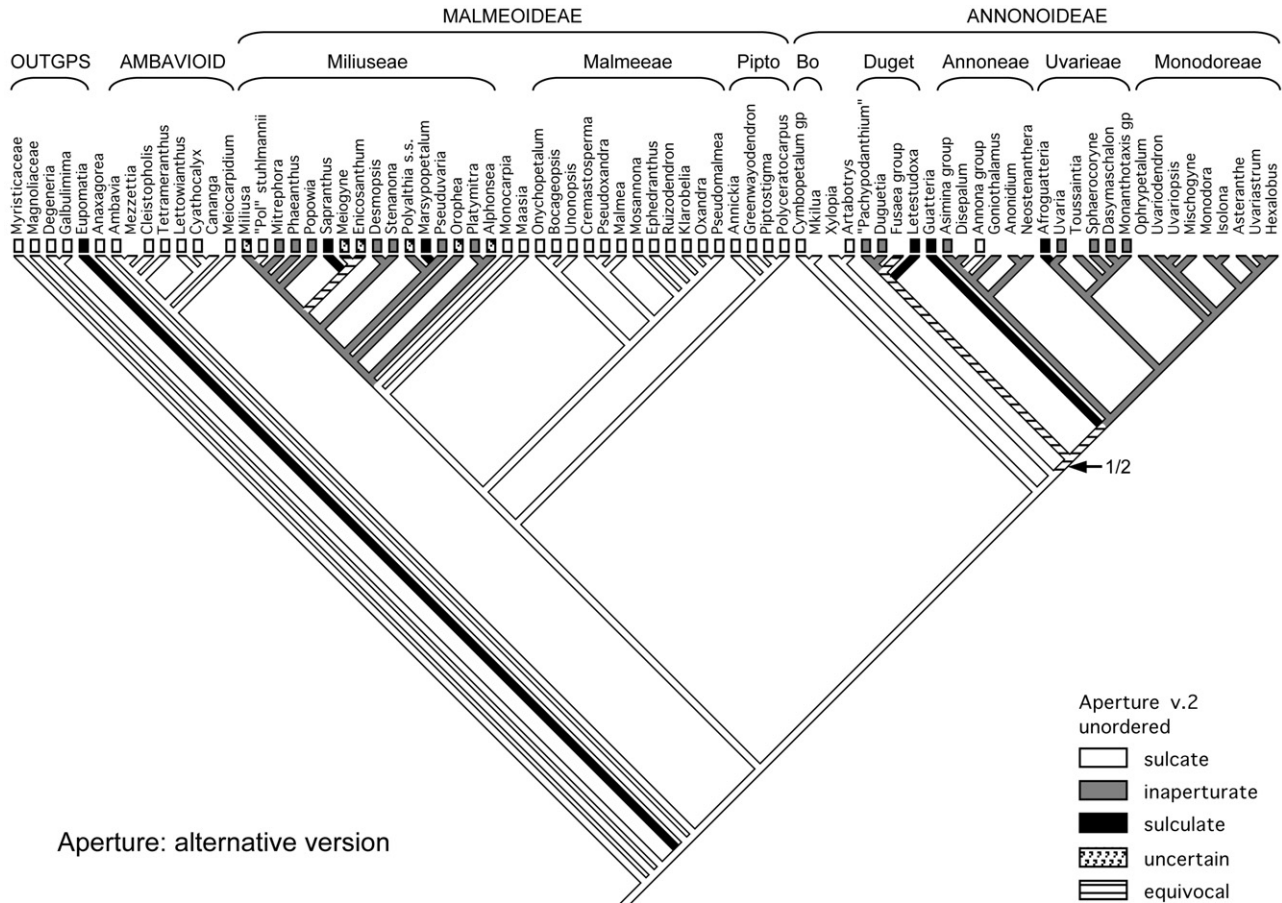 MALMEOIDEAE
ANNONOIDEAE
OUTGPS
AMBAVIOID
Miliuseae
Malmeeae
Pipto
Bo
Duget
Annoneae
Uvarieae
Monodoreae
Myristicaceae
Magnoliaceae
Degeneria
Galbulimima
Eupomatia
Anaxagorea
Ambavia
Mezzettia
Cleistopholis
Tetrameranthus
Lettowianthus
Cyathocalyx
Cananga
Meiocarpidium
Miliusa
"Pol" stuhlmannii
Mitrephora
Phaeanthus
Popowia
Sapranthus
Meiogyne
Enicosanthum
Desmopsis
Stenanona
Polyalthia s.s.
Marsypopetalum
Pseuduvaria
Orophea
Platymitra
Alphonsea
Monocarpia
Maasia
Onychopetalum
Bocageopsis
Unonopsis
Cremastosperma
Pseudoxandra
Malmea
Mosannona
Ephedranthus
Ruizodendron
Klarobelia
Oxandra
Pseudomalmea
Annickia
Greenwayodendron
Piptostigma
Polyceratocarpus
Cymbopetalum gp
Mkilua
Xylopia
Artabotrys
"Pachypodanthium"
Duguetia
Fusaea group
Letestudoxa
Guatteria
Asimina group
Disepalum
Annona group
Goniothalamus
Anonidium
Neostenanthera
Afroguatteria
Uvaria
Toussaintia
Sphaerocoryne
Dasymaschalon
Monanthotaxis gp
Ophrypetalum
Uvariodendron
Uvariopsis
Mischogyne
Monodora
Isolona
Asteranthe
Uvariastrum
Hexalobus
1/2
Aperture v.2
unordered
sulcate
inaperturate
sulculate
uncertain
equivocal
Aperture: alternative version